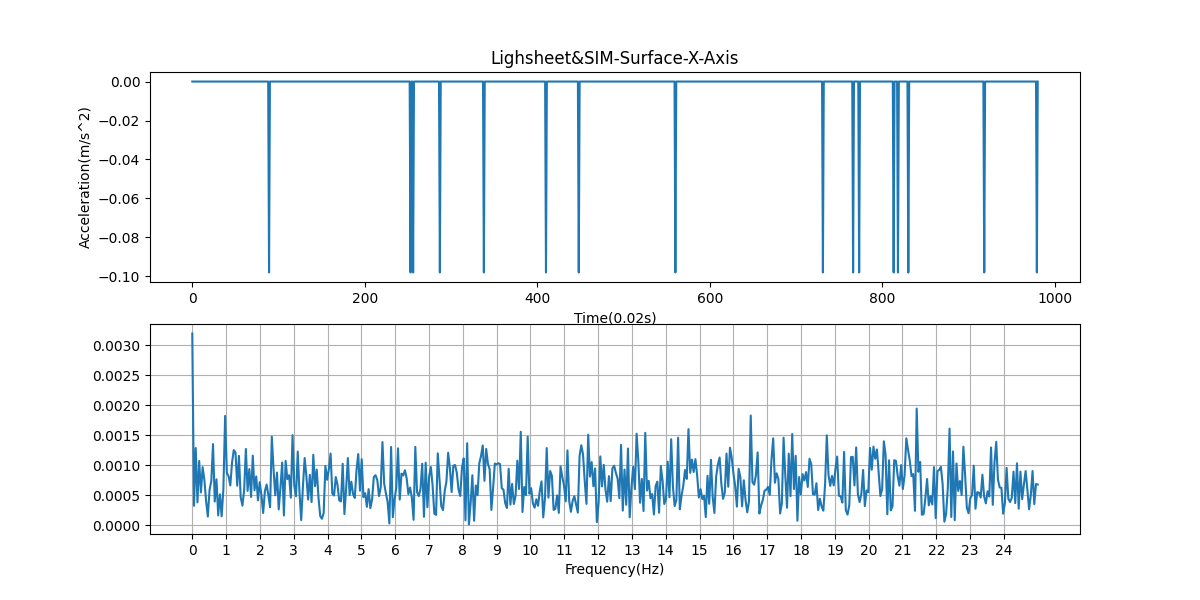 Lighsheet&SIM-Surface-X-Axis
Acceleration(m/s^2)
0.00
−0.02
−0.04
−0.06
−0.08
−0.10
0 200 400 600 800 1000
Time(0.02s)
0.0030
0.0025
0.0020
0.0015
0.0010
0.0005
0.0000
0 1 2 3 4 5 6 7 8 9 10 11 12 13 14 15 16 17 18 19 20 21 22 23 24
Frequency(Hz)